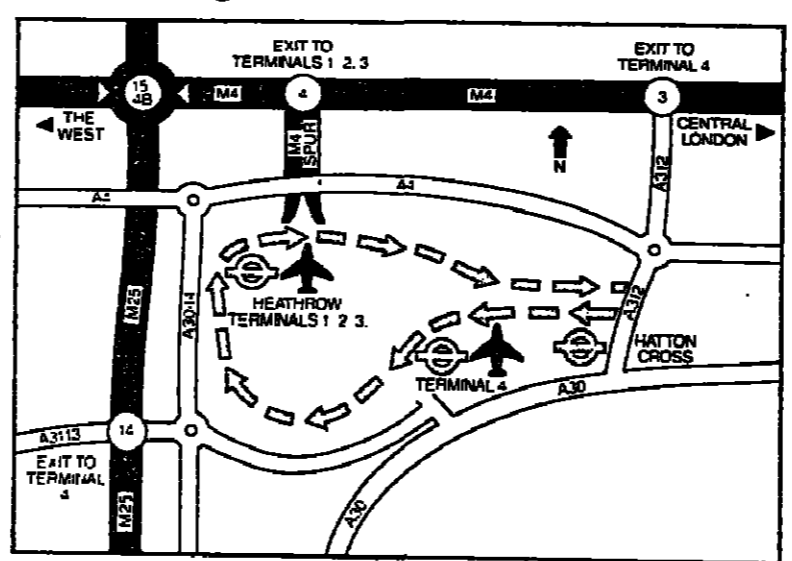 EXIT TO
TERMINALS 1 2. 3
EXIT TO
TERMINAL 4
15
4B
M4
4
M4
3
THE
WEST
CENTRAL
LONDON
M4
SPUR
N
A312
A4
A4
M25
A3044
HEATHROW
TERMINALS 1 2 3.
A312
HATTON
CROSS
TERMINAL 4
A30
A3113
14
EXIT TO
TERMINAL
4
M25
A30